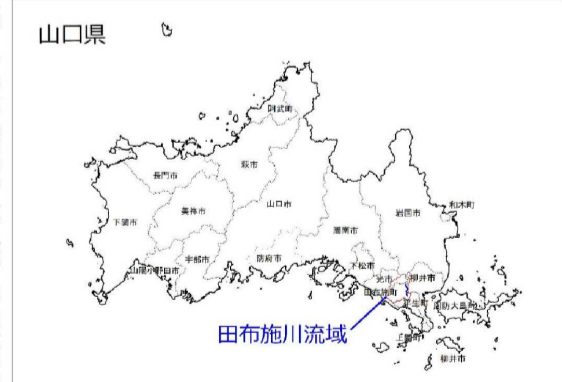 山口県
阿武町
萩市
長門市
山口市
岩国市
和木町
美祢市
下関市
周南市
宇部市
防府市
下松市
山陽小野田市
光市
柳井市
田布施町
平生町
周防大島町
田布施川流域
上関町
柳井市